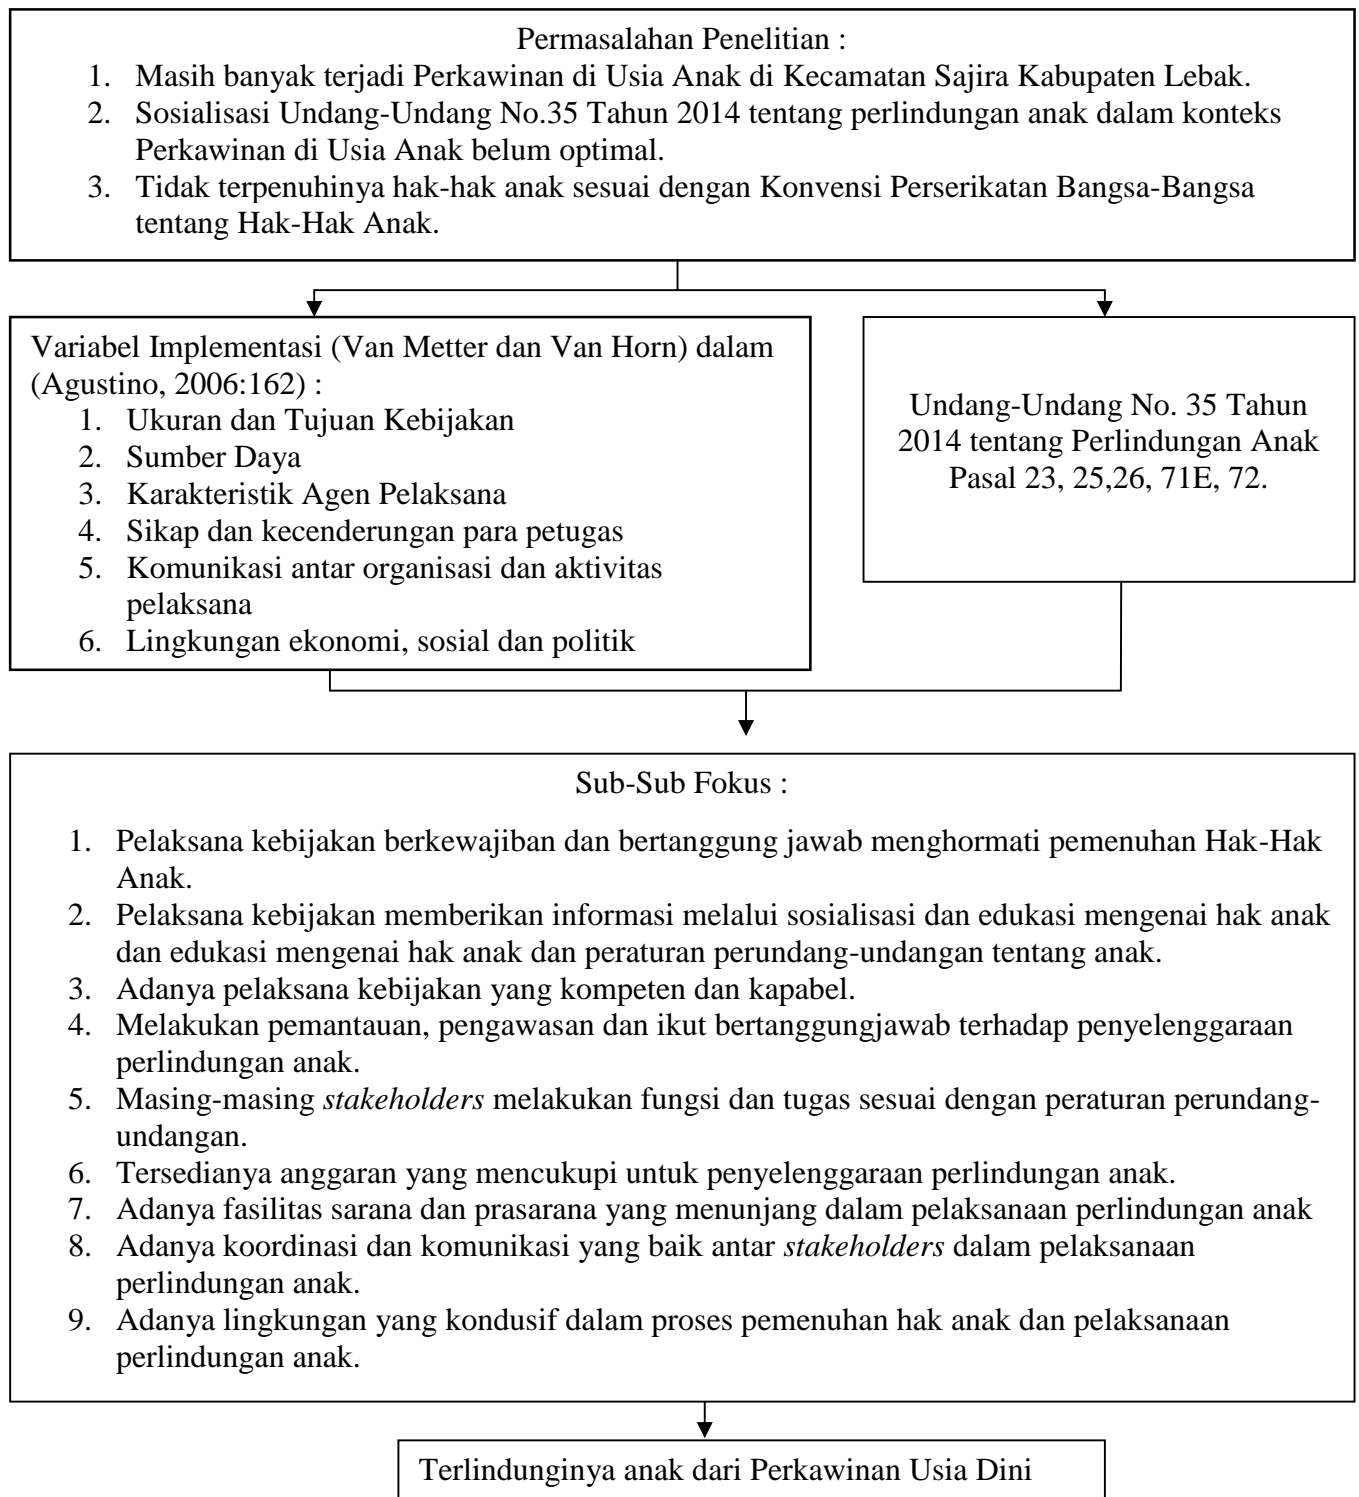 Permasalahan Penelitian :
1. Masih banyak terjadi Perkawinan di Usia Anak di Kecamatan Sajira Kabupaten Lebak.
2. Sosialisasi Undang-Undang No.35 Tahun 2014 tentang perlindungan anak dalam konteks
Perkawinan di Usia Anak belum optimal.
3. Tidak terpenuhinya hak-hak anak sesuai dengan Konvensi Perserikatan Bangsa-Bangsa
tentang Hak-Hak Anak.
Variabel Implementasi (Van Metter dan Van Horn) dalam
(Agustino, 2006:162) :
1. Ukuran dan Tujuan Kebijakan
2. Sumber Daya
3. Karakteristik Agen Pelaksana
4. Sikap dan kecenderungan para petugas
5. Komunikasi antar organisasi dan aktivitas
pelaksana
6. Lingkungan ekonomi, sosial dan politik
Undang-Undang No. 35 Tahun
2014 tentang Perlindungan Anak
Pasal 23, 25,26, 71E, 72.
Sub-Sub Fokus :
1. Pelaksana kebijakan berkewajiban dan bertanggung jawab menghormati pemenuhan Hak-Hak
Anak.
2. Pelaksana kebijakan memberikan informasi melalui sosialisasi dan edukasi mengenai hak anak
dan edukasi mengenai hak anak dan peraturan perundang-undangan tentang anak.
3. Adanya pelaksana kebijakan yang kompeten dan kapabel.
4. Melakukan pemantauan, pengawasan dan ikut bertanggungjawab terhadap penyelenggaraan
perlindungan anak.
5. Masing-masing stakeholders melakukan fungsi dan tugas sesuai dengan peraturan perundang-
undangan.
6. Tersedianya anggaran yang mencukupi untuk penyelenggaraan perlindungan anak.
7. Adanya fasilitas sarana dan prasarana yang menunjang dalam pelaksanaan perlindungan anak
8. Adanya koordinasi dan komunikasi yang baik antar stakeholders dalam pelaksanaan
perlindungan anak.
9. Adanya lingkungan yang kondusif dalam proses pemenuhan hak anak dan pelaksanaan
perlindungan anak.
Terlindunginya anak dari Perkawinan Usia Dini